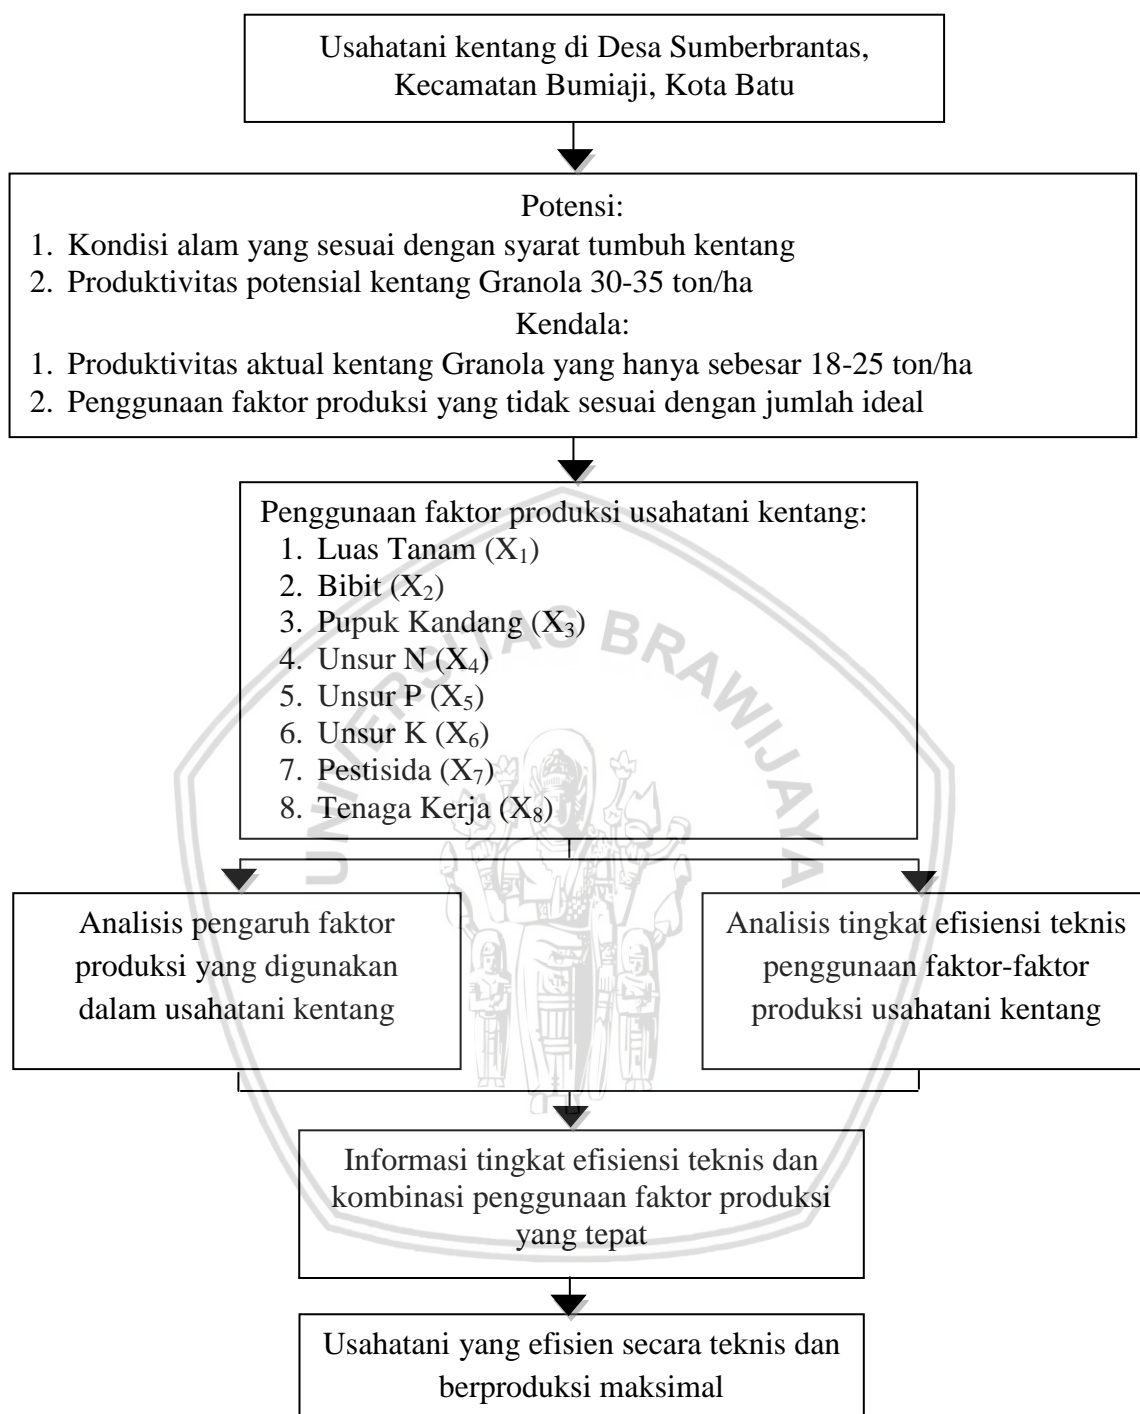 Usahatani kentang di Desa Sumberbrantas,
Kecamatan Bumiaji, Kota Batu
Potensi:
1. Kondisi alam yang sesuai dengan syarat tumbuh kentang
2. Produktivitas potensial kentang Granola 30-35 ton/ha
Kendala:
1. Produktivitas aktual kentang Granola yang hanya sebesar 18-25 ton/ha
2. Penggunaan faktor produksi yang tidak sesuai dengan jumlah ideal
Penggunaan faktor produksi usahatani kentang:
1. Luas Tanam (X₁)
2. Bibit (X₂)
3. Pupuk Kandang (X₃)
4. Unsur N (X₄)
5. Unsur P (X₅)
6. Unsur K (X₆)
7. Pestisida (X₇)
8. Tenaga Kerja (X₈)
UNIVERSITAS BRAWIJAYA
Analisis pengaruh faktor
produksi yang digunakan
dalam usahatani kentang
Analisis tingkat efisiensi teknis
penggunaan faktor-faktor
produksi usahatani kentang
Informasi tingkat efisiensi teknis dan
kombinasi penggunaan faktor produksi
yang tepat
Usahatani yang efisien secara teknis dan
berproduksi maksimal